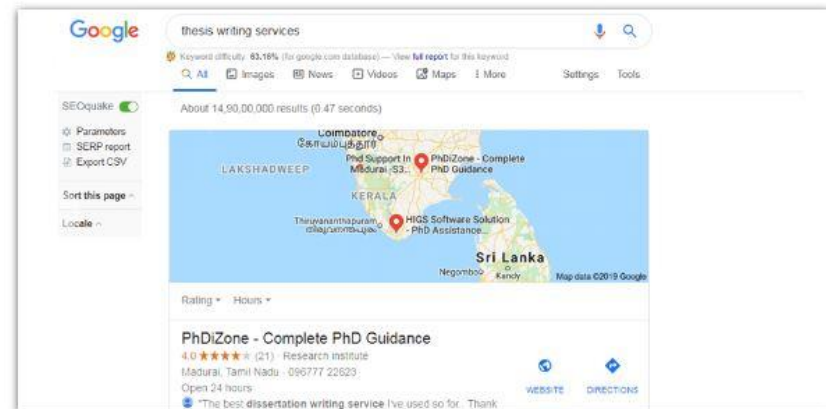 Google
thesis writing services
Keyword difficulty: 63.16% (for google.com database) — View full report for this keyword
All Images News Videos Maps More Settings Tools
SEOquake
About 14,90,00,000 results (0.47 seconds)
Parameters
SERP report
Export CSV
Sort this page
Locale
Coimbatore
LAKSHADWEEP
Phd Support In
Madurai -S3...
PhDiZone - Complete
PhD Guidance
KERALA
Thiruvananthapuram
HIGS Software Solution
- PhD Assistance...
Sri Lanka
Negombo
Kandy
Map data ©2019 Google
Rating Hours
PhDiZone - Complete PhD Guidance
4.0 ★★★★★ (21) · Research institute
Madurai, Tamil Nadu · 096777 22623
Open 24 hours
WEBSITE DIRECTIONS
"The best dissertation writing service I've used so for.. Thank